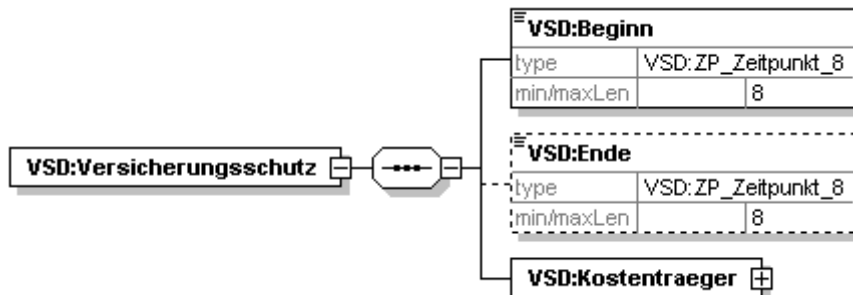 VSD:Beginn
type VSD:ZP_Zeitpunkt_8
min/maxLen 8
VSD:Versicherungsschutz
VSD:Ende
type VSD:ZP_Zeitpunkt_8
min/maxLen 8
VSD:Kostentraeger